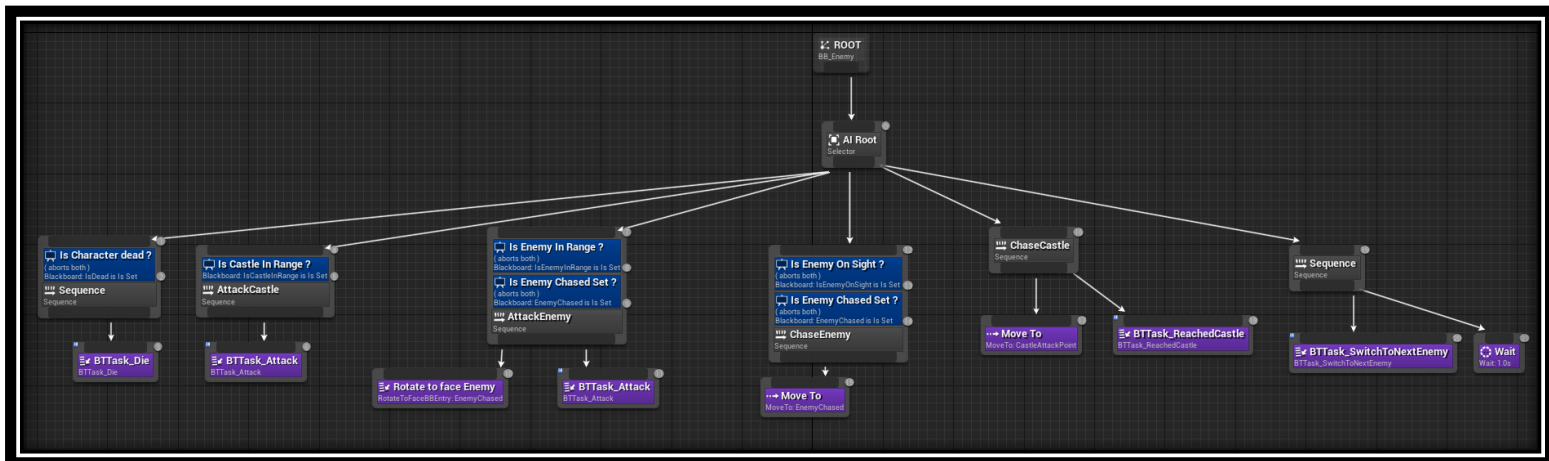 ROOT
BB_Enemy
AI Root
Selector
Is Character dead ?
( aborts both )
Blackboard: IsDead is Is Set
Sequence
Sequence
BTTask_Die
BTTask_Die
Is Castle In Range ?
Blackboard: IsCastleInRange is Is Set
AttackCastle
Sequence
BTTask_Attack
BTTask_Attack
Is Enemy In Range ?
( aborts both )
Blackboard: IsEnemyInRange is Is Set
Is Enemy Chased Set ?
( aborts both )
Blackboard: EnemyChased is Is Set
AttackEnemy
Sequence
Rotate to face Enemy
RotateToFaceBBEntry: EnemyChased
BTTask_Attack
BTTask_Attack
Is Enemy On Sight ?
( aborts both )
Blackboard: IsEnemyOnSight is Is Set
Is Enemy Chased Set ?
( aborts both )
Blackboard: EnemyChased is Is Set
ChaseEnemy
Sequence
Move To
MoveTo: EnemyChased
ChaseCastle
Sequence
Move To
MoveTo: CastleAttackPoint
BTTask_ReachedCastle
BTTask_ReachedCastle
Sequence
Sequence
BTTask_SwitchToNextEnemy
BTTask_SwitchToNextEnemy
Wait
Wait: 1.0s